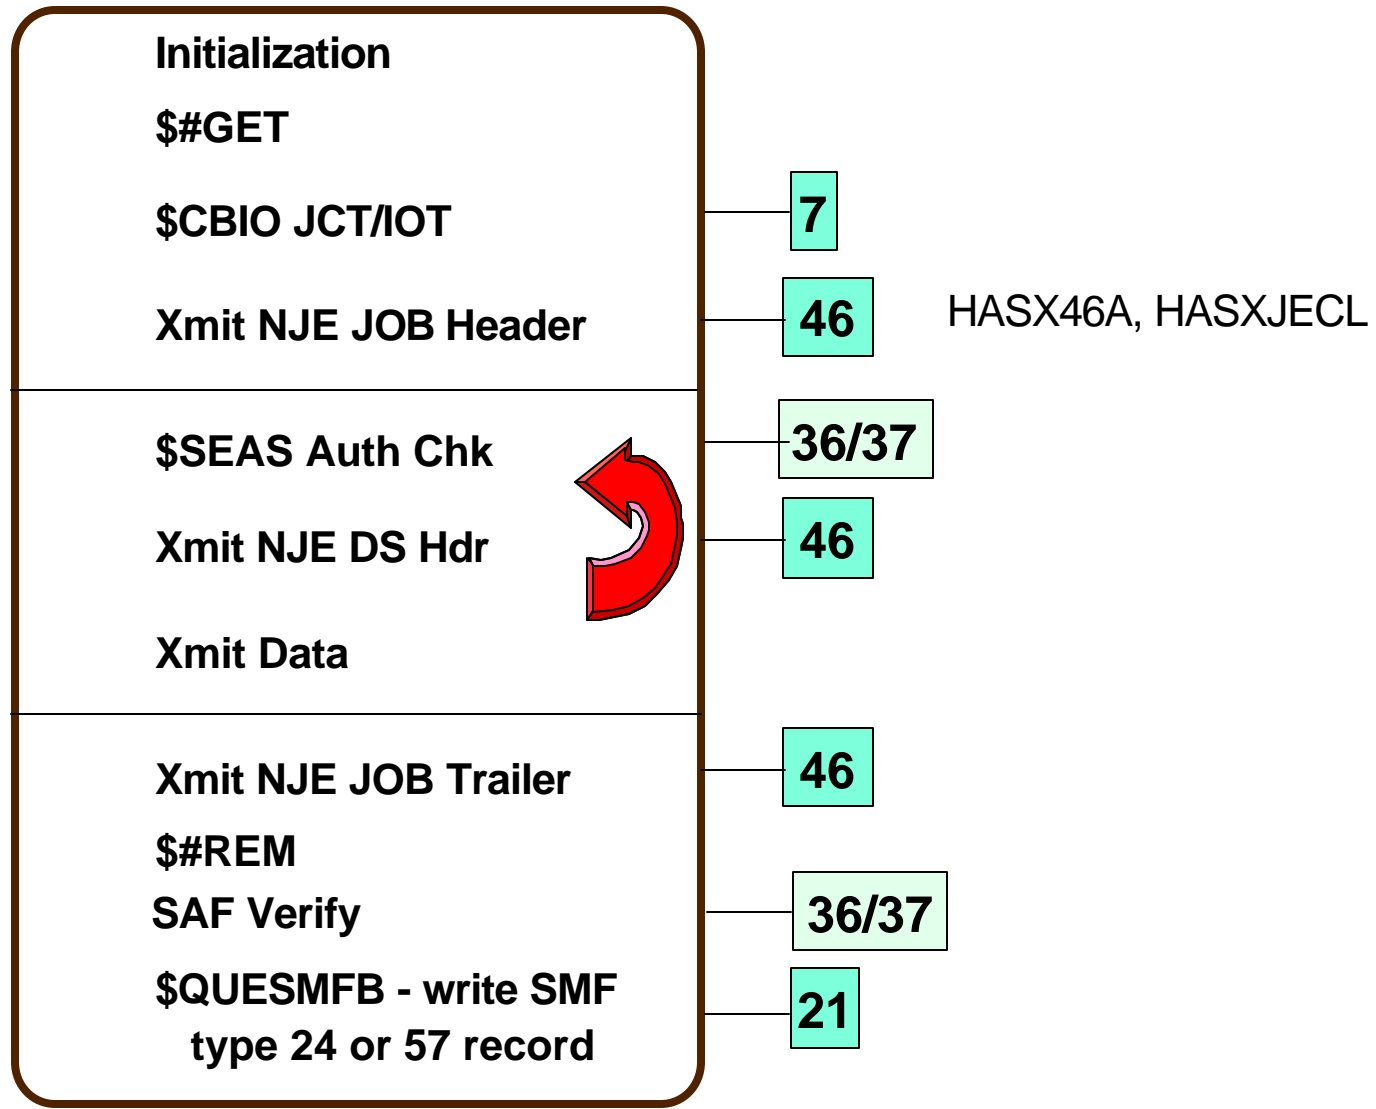 Initialization
$#GET
$CBIO JCT/IOT
7
Xmit NJE JOB Header
46
HASX46A, HASXJECL
$SEAS Auth Chk
36/37
Xmit NJE DS Hdr
46
Xmit Data
Xmit NJE JOB Trailer
46
$#REM
SAF Verify
36/37
$QUESMFB - write SMF
type 24 or 57 record
21